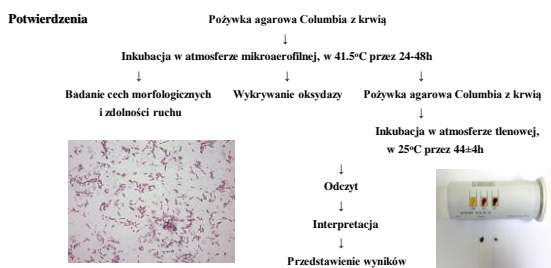 Potwierdzenia
Pożywka agarowa Columbia z krwią
↓
Inkubacja w atmosferze mikroaerofilnej, w 41.5ºC przez 24-48h
↓ ↓ ↓
Badanie cech morfologicznych
i zdolności ruchu
Wykrywanie oksydazy
Pożywka agarowa Columbia z krwią
↓
Inkubacja w atmosferze tlenowej,
w 25ºC przez 44±4h
↓
Odczyt
↓
Interpretacja
↓
Przedstawienie wyników